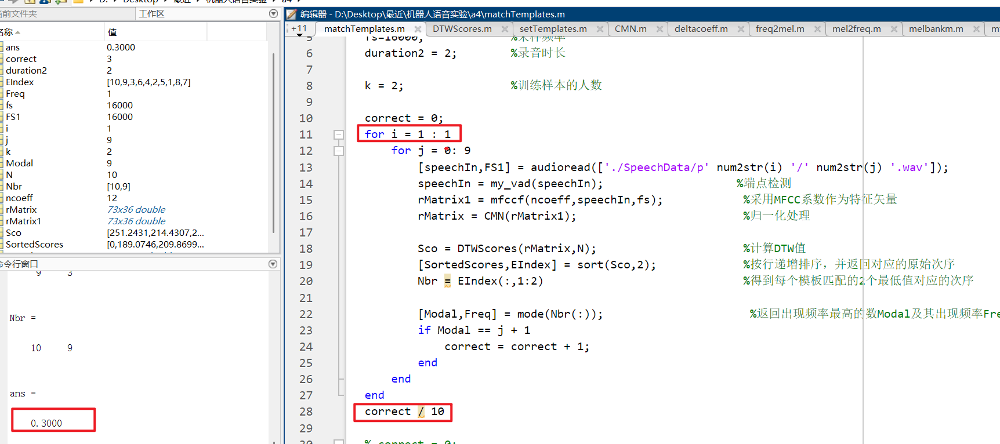 D: › Desktop › 最近 › 机器人语音实验 › a4 ›
当前文件夹
工作区
名称 值
ans 0.3000
correct 3
duration2 2
EIndex [10,9,3,6,4,2,5,1,8,7]
Freq 1
fs 16000
FS1 16000
i 1
j 9
k 2
Modal 9
N 10
Nbr [10,9]
ncoeff 12
rMatrix 73x36 double
rMatrix1 73x36 double
Sco [251.2431,214.4307,2...
SortedScores [0,189.0746,209.8699...
命令行窗口
9 3
Nbr =
10 9
ans =
0.3000
编辑器 - D:\Desktop\最近\机器人语音实验\a4\matchTemplates.m
+11 matchTemplates.m DTWScores.m setTemplates.m CMN.m deltacoeff.m freq2mel.m mel2freq.m melbankm.m
5 fs=16000; %采样频率
6 duration2 = 2; %录音时长
7
8 k = 2; %训练样本的人数
9
10 correct = 0;
11 for i = 1 : 1
12 for j = 0: 9
13 [speechIn,FS1] = audioread(['./SpeechData/p' num2str(i) '/' num2str(j) '.wav']);
14 speechIn = my_vad(speechIn); %端点检测
15 rMatrix1 = mfccf(ncoeff,speechIn,fs); %采用MFCC系数作为特征矢量
16 rMatrix = CMN(rMatrix1); %归一化处理
17
18 Sco = DTWScores(rMatrix,N); %计算DTW值
19 [SortedScores,EIndex] = sort(Sco,2); %按行递增排序，并返回对应的原始次序
20 Nbr = EIndex(:,1:2) %得到每个模板匹配的2个最低值对应的次序
21
22 [Modal,Freq] = mode(Nbr(:)); %返回出现频率最高的数Modal及其出现频率Fre
23 if Modal == j + 1
24 correct = correct + 1;
25 end
26 end
27 end
28 correct / 10
29
30 % correct = 0;